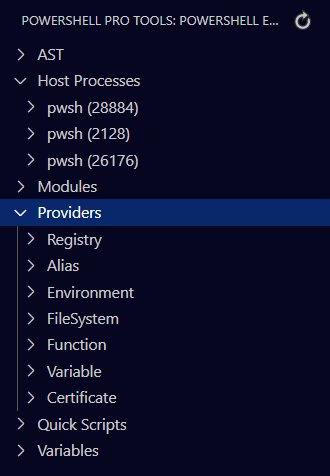 POWERSHELL PRO TOOLS: POWERSHELL E...
AST
Host Processes
pwsh (28884)
pwsh (2128)
pwsh (26176)
Modules
Providers
Registry
Alias
Environment
FileSystem
Function
Variable
Certificate
Quick Scripts
Variables